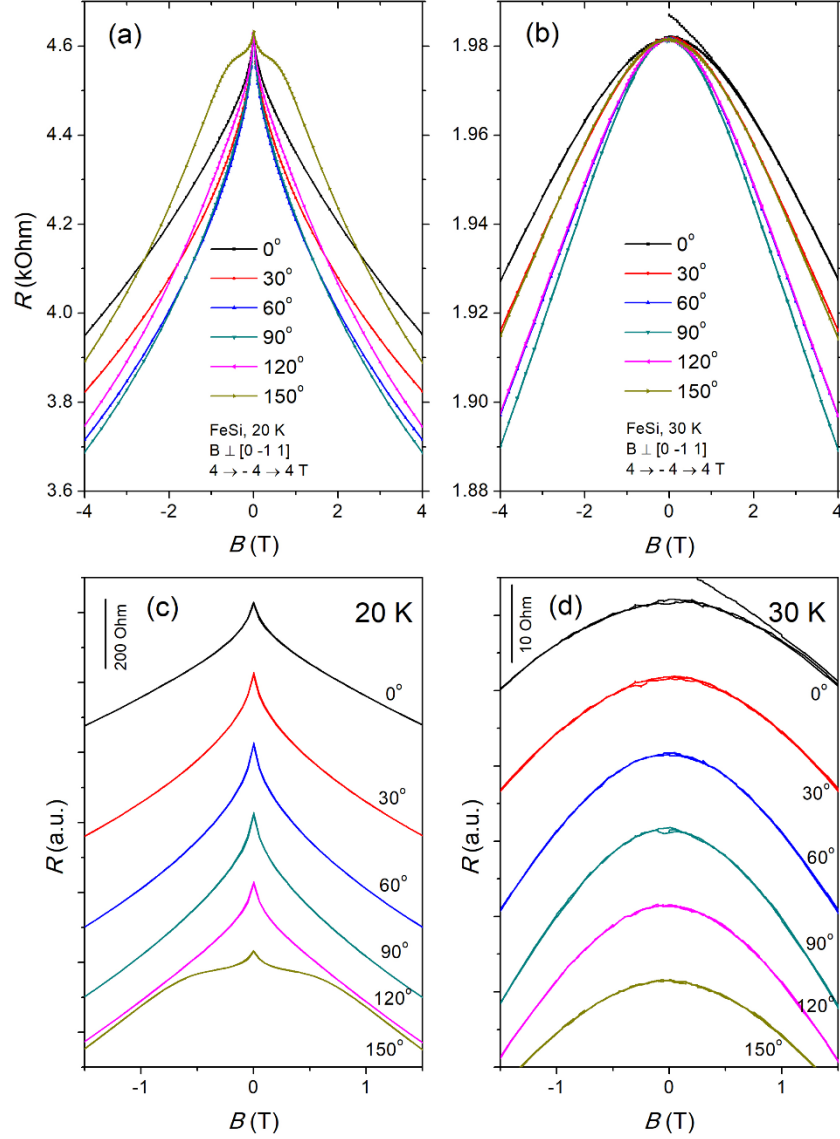 (a)
4.6
4.4
4.2
4.0
3.8
3.6
R (kOhm)
0°
30°
60°
90°
120°
150°
FeSi, 20 K
B ⊥ [0 -1 1]
4 → - 4 → 4 T
-4 -2 0 2 4
B (T)
(b)
1.98
1.96
1.94
1.92
1.90
1.88
0°
30°
60°
90°
120°
150°
FeSi, 30 K
B ⊥ [0 -1 1]
4 → - 4 → 4 T
-4 -2 0 2 4
B (T)
(c)
20 K
200 Ohm
R (a.u.)
0°
30°
60°
90°
120°
150°
-1 0 1
B (T)
(d)
30 K
10 Ohm
R (a.u.)
0°
30°
60°
90°
120°
150°
-1 0 1
B (T)